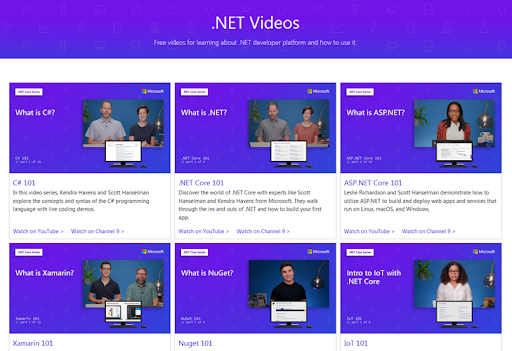 .NET Videos
Free videos for learning about .NET developer platform and how to use it.
.NET Core Series
Microsoft
What is C#?
C# 101
C# 101
In this video series, Kendra Havens and Scott Hanselman
explore the concepts and syntax of the C# programming
language with live coding demos.
Watch on YouTube >
Watch on Channel 9 >
.NET Core Series
Microsoft
What is .NET?
.NET Core 101
.NET Core 101
Discover the world of .NET Core with experts like Scott
Hanselman and Kendra Havens from Microsoft. They walk
through the ins and outs of .NET and how to build your first
app.
Watch on YouTube >
Watch on Channel 9 >
.NET Core Series
Microsoft
What is ASP.NET?
ASP.NET Core 101
ASP.NET Core 101
Leslie Richardson and Scott Hanselman demonstrate how to
utilize ASP.NET to build and deploy web apps and services that
run on Linux, macOS, and Windows.
Watch on YouTube >
Watch on Channel 9 >
.NET Core Series
Microsoft
What is Xamarin?
Xamarin 101
Xamarin 101
.NET Core Series
Microsoft
What is NuGet?
NuGet 101
Nuget 101
.NET Core Series
Microsoft
Intro to IoT with
.NET Core
IoT 101
IoT 101